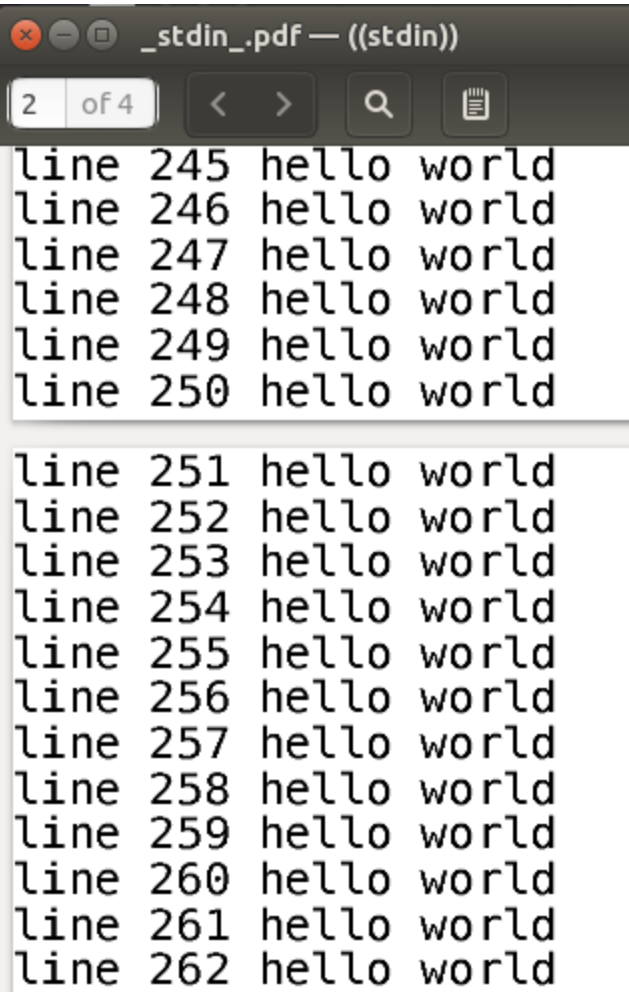 _stdin_.pdf — ((stdin))
2 of 4
line 245 hello world
line 246 hello world
line 247 hello world
line 248 hello world
line 249 hello world
line 250 hello world
line 251 hello world
line 252 hello world
line 253 hello world
line 254 hello world
line 255 hello world
line 256 hello world
line 257 hello world
line 258 hello world
line 259 hello world
line 260 hello world
line 261 hello world
line 262 hello world